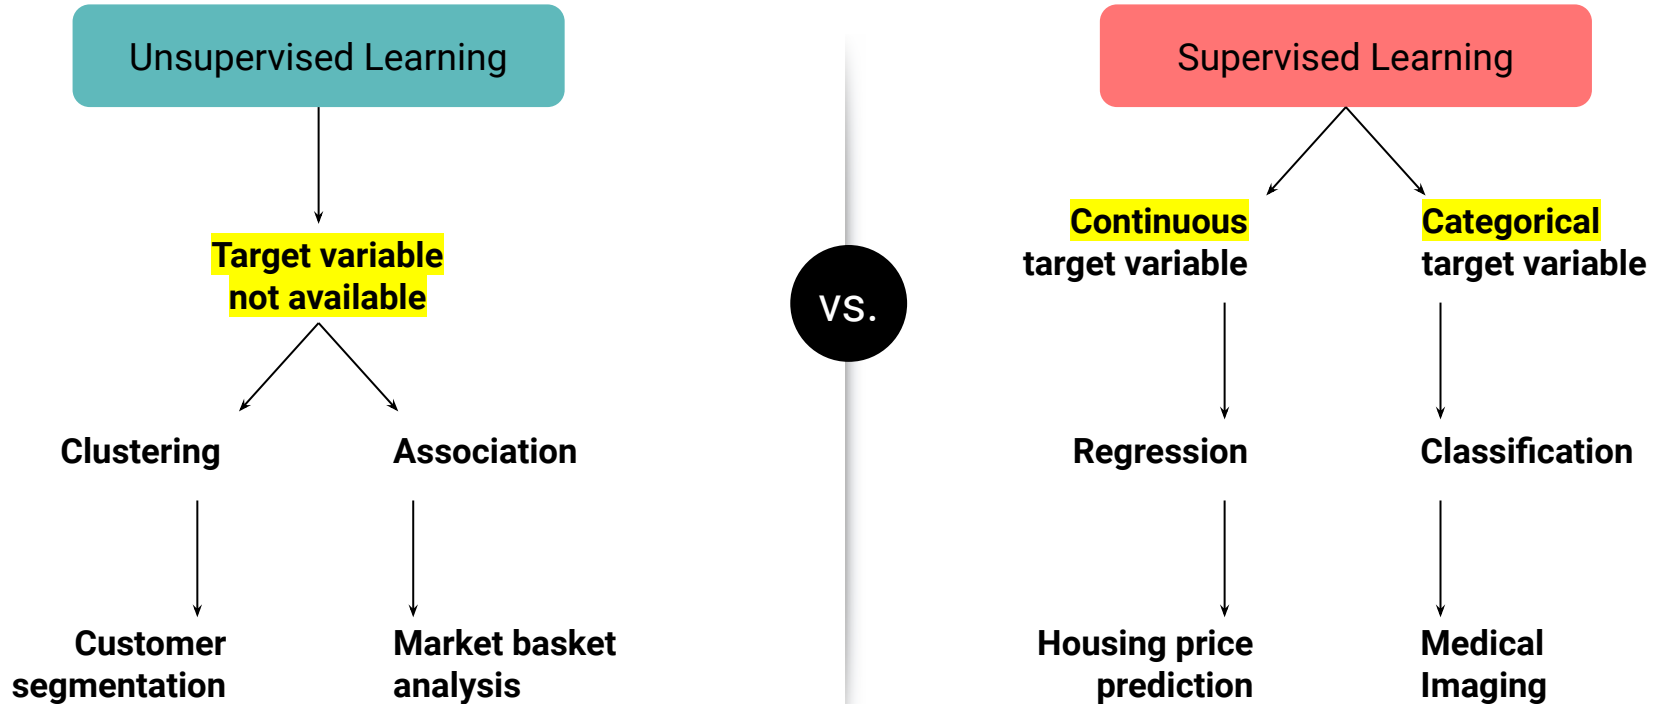 Unsupervised Learning
Target variable
not available
Clustering
Association
Customer
segmentation
Market basket
analysis
vs.
Supervised Learning
Continuous
target variable
Categorical
target variable
Regression
Classification
Housing price
prediction
Medical
Imaging